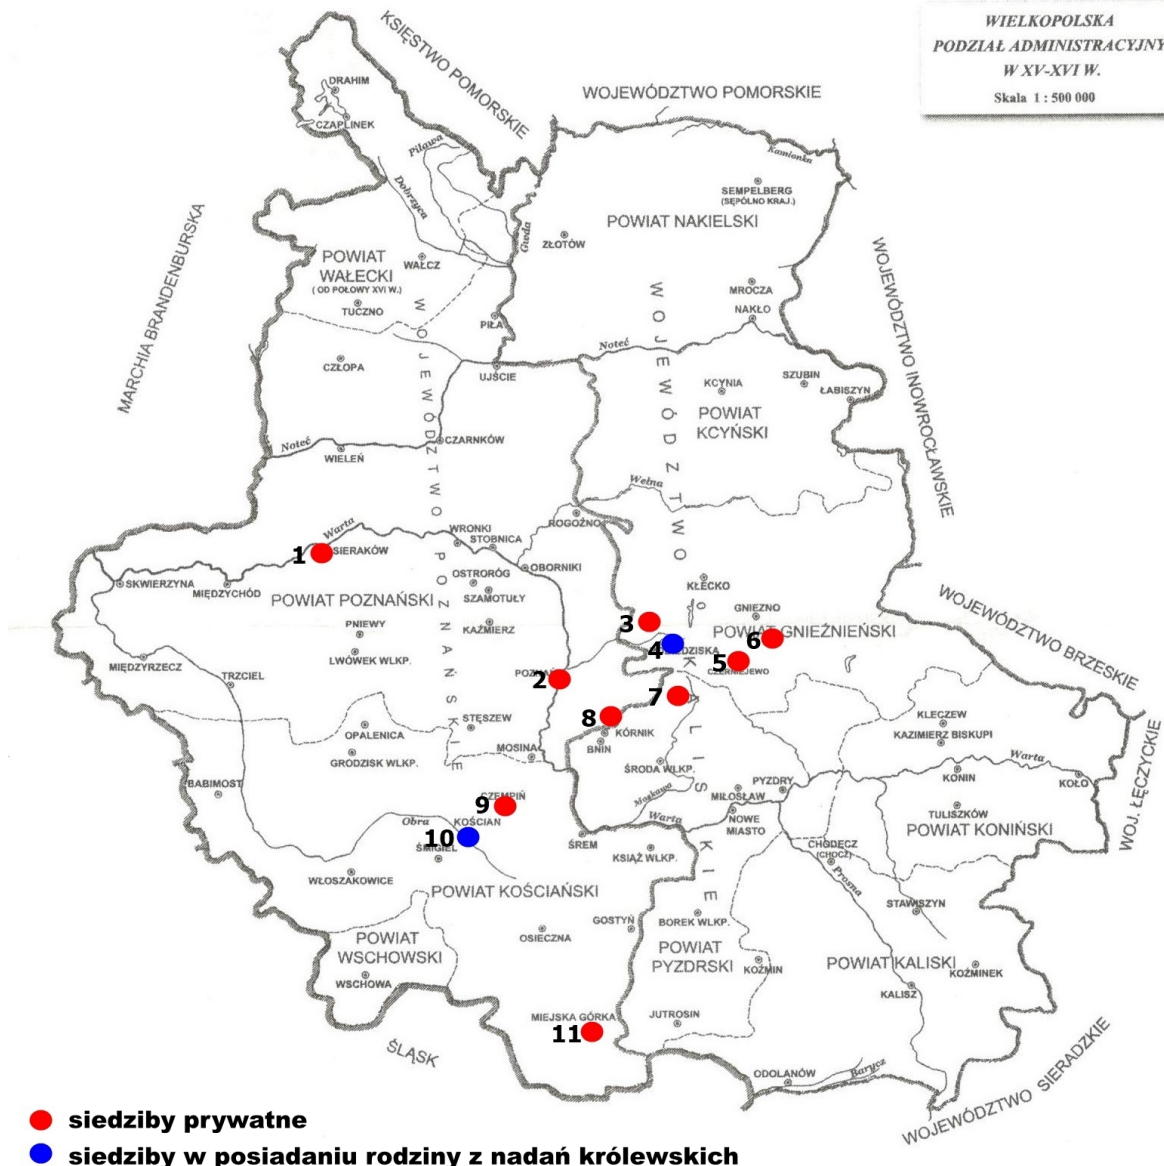 WIELKOPOLSKA
PODZIAŁ ADMINISTRACYJNY
W XV-XVI W.
Skala 1 : 500 000
KSIĘSTWO POMORSKIE
WOJEWÓDZTWO POMORSKIE
DRAHIM
CZAPLINEK
Piława
Dobrzyca
Kamionka
SEMPELBERG
(SĘPÓLNO KRAJ.)
POWIAT NAKIELSKI
MARCHIA BRANDENBURSKA
Gwda
ZŁOTÓW
POWIAT
WAŁECKI
( OD POŁOWY XVI W.)
WAŁCZ
TUCZNO
WOJEWÓDZTWO INOWROCŁAWSKIE
MROCZA
NAKŁO
PIŁA
Noteć
CZŁOPA
UJŚCIE
SZUBIN
KCYNIA
ŁABISZYN
POWIAT
KCYŃSKI
WOJEWÓDZTWO POZNAŃSKIE
WOJEWÓDZTWO KALISKIE
CZARNKÓW
Noteć
WIELEŃ
Wełna
ROGOŹNO
Warta
WRONKI
STOBNICA
1
SIERAKÓW
OBORNIKI
SKWIERZYNA
MIĘDZYCHÓD
OSTRORÓG
SZAMOTUŁY
POWIAT POZNAŃSKI
KŁECKO
GNIEZNO
WOJEWÓDZTWO BRZESKIE
PNIEWY
KAŹMIERZ
3
POWIAT GNIEŹNIEŃSKI
6
4
LWÓWEK WLKP.
MIĘDZYRZECZ
5
CZERNIEJEWO
TRZCIEL
2
7
8
STĘSZEW
OPALENICA
KÓRNIK
BNIN
KLECZEW
KAZIMIERZ BISKUPI
MOSINA
GRODZISK WLKP.
ŚRODA WLKP.
Warta
KONIN
KOŁO
WOJ. ŁĘCZYCKIE
BABIMOST
PYZDRY
MIŁOSŁAW
Moskawa
CZEMPIŃ
9
TULISZKÓW
NOWE
MIASTO
Warta
Obra
KOŚCIAN
10
POWIAT KONIŃSKI
ŚREM
CHODECZ
(CHOCZ)
ŚMIGIEL
KSIĄŻ WLKP.
WŁOSZAKOWICE
POWIAT KOŚCIAŃSKI
Prosna
STAWISZYN
GOSTYŃ
BOREK WLKP.
OSIECZNA
POWIAT
WSCHOWSKI
POWIAT
PYZDRSKI
KOŹMIN
POWIAT KALISKI
KOŹMINEK
WSCHOWA
KALISZ
MIEJSKA GÓRKA
11
JUTROSIN
ŚLĄSK
ODOLANÓW
Barycz
WOJEWÓDZTWO SIERADZKIE
siedziby prywatne
siedziby w posiadaniu rodziny z nadań królewskich